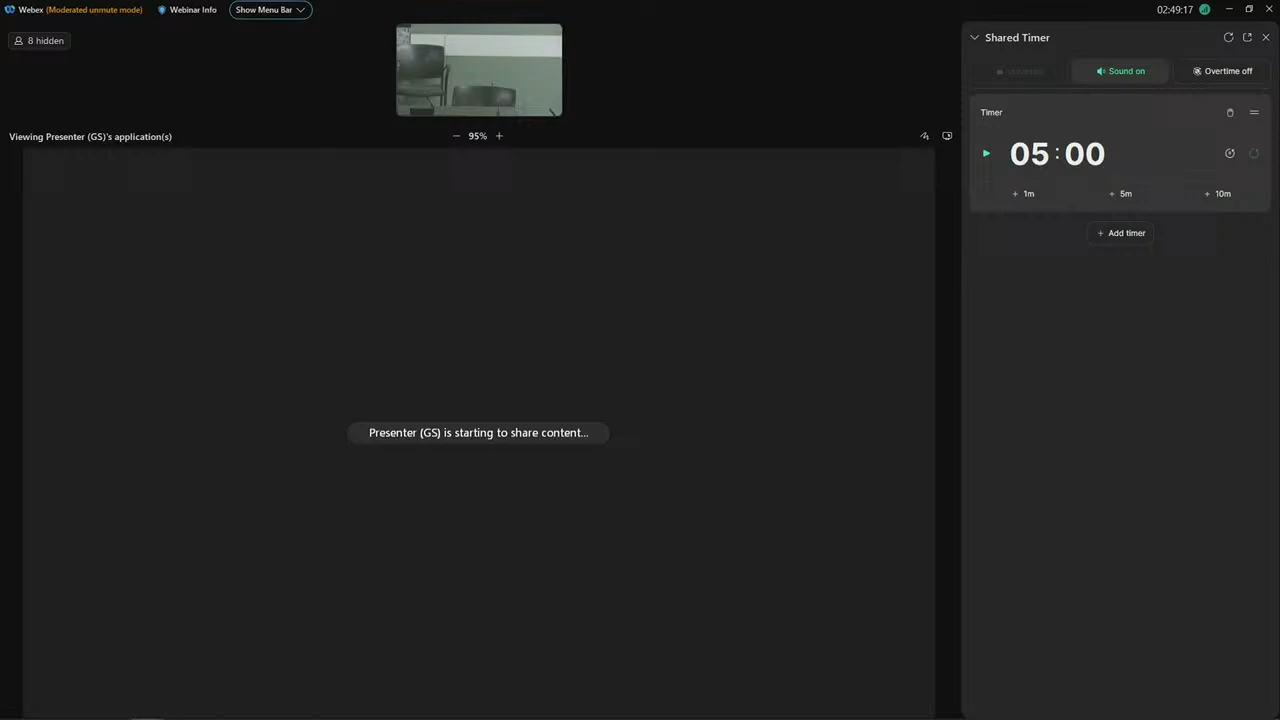 Webex (Moderated unmute mode) Webinar Info Show Menu Bar 02:49:17
8 hidden
Shared Timer
Sound on Overtime off
Viewing Presenter (GS)'s application(s) 95%
Timer
05:00
+ 1m + 5m + 10m
+ Add timer
Presenter (GS) is starting to share content...